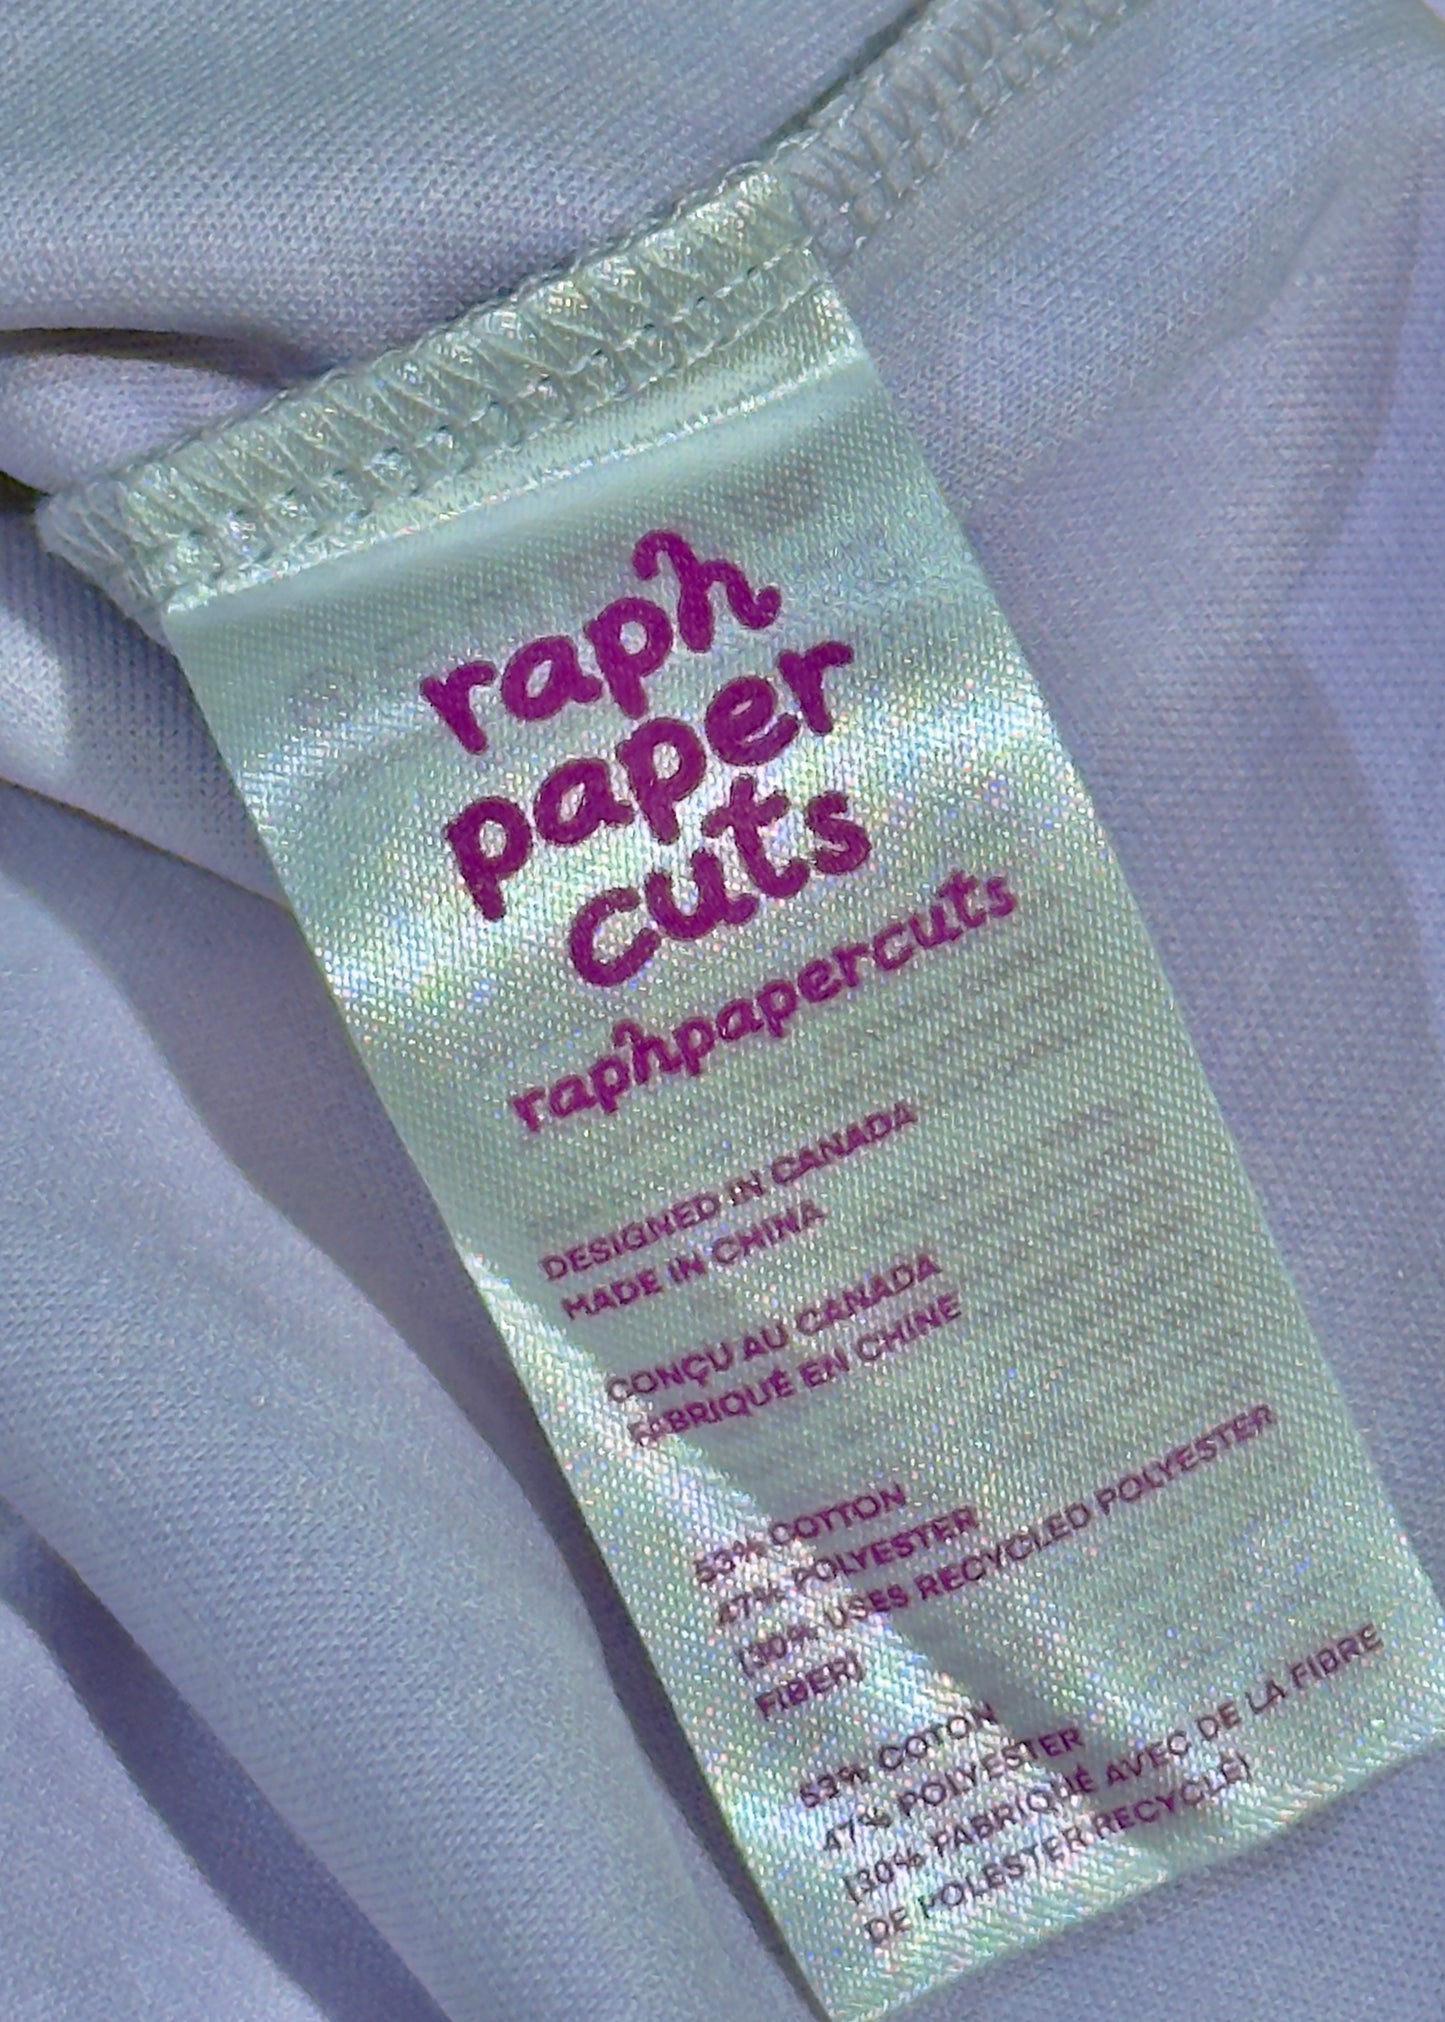 raph
paper
cuts
raphpapercuts
DESIGNED IN CANADA
MADE IN CHINA
CONÇU AU CANADA
FABRIQUÉ EN CHINE
53% COTTON
47% POLYESTER
(30% USES RECYCLED POLYESTER
FIBER)
53% COTON
47% POLYESTER
(30% FABRIQUÉ AVEC DE LA FIBRE
DE POLESTER RECYCLÉ)